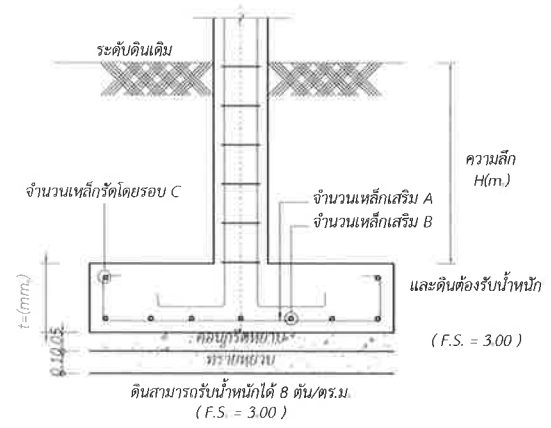 ระดับดินเดิม
ความลึก
H(m.)
จำนวนเหล็กรัดโดยรอบ C
จำนวนเหล็กเสริม A
จำนวนเหล็กเสริม B
และดินต้องรับน้ำหนัก
t=(mm.)
( F.S. = 3.00 )
คอนกรีตหยาบ
0.05
ทรายหยาบ
0.10
ดินสามารถรับน้ำหนักได้ 8 ตัน/ตร.ม.
( F.S. = 3.00 )